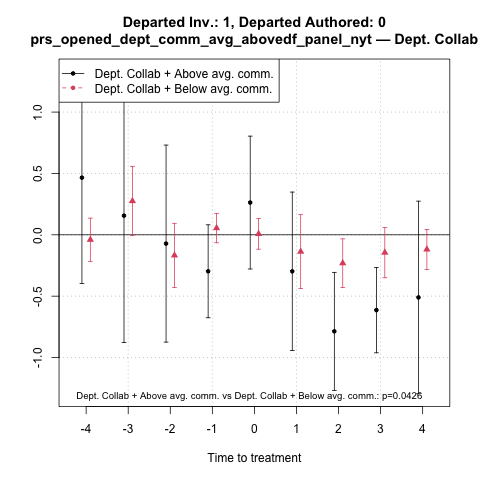 Departed Inv.: 1, Departed Authored: 0
prs_opened_dept_comm_avg_abovedf_panel_nyt — Dept. Collab
Dept. Collab + Above avg. comm.
Dept. Collab + Below avg. comm.
1.0
0.5
0.0
-0.5
-1.0
Dept. Collab + Above avg. comm. vs Dept. Collab + Below avg. comm.: p=0.0426
-4 -3 -2 -1 0 1 2 3 4
Time to treatment